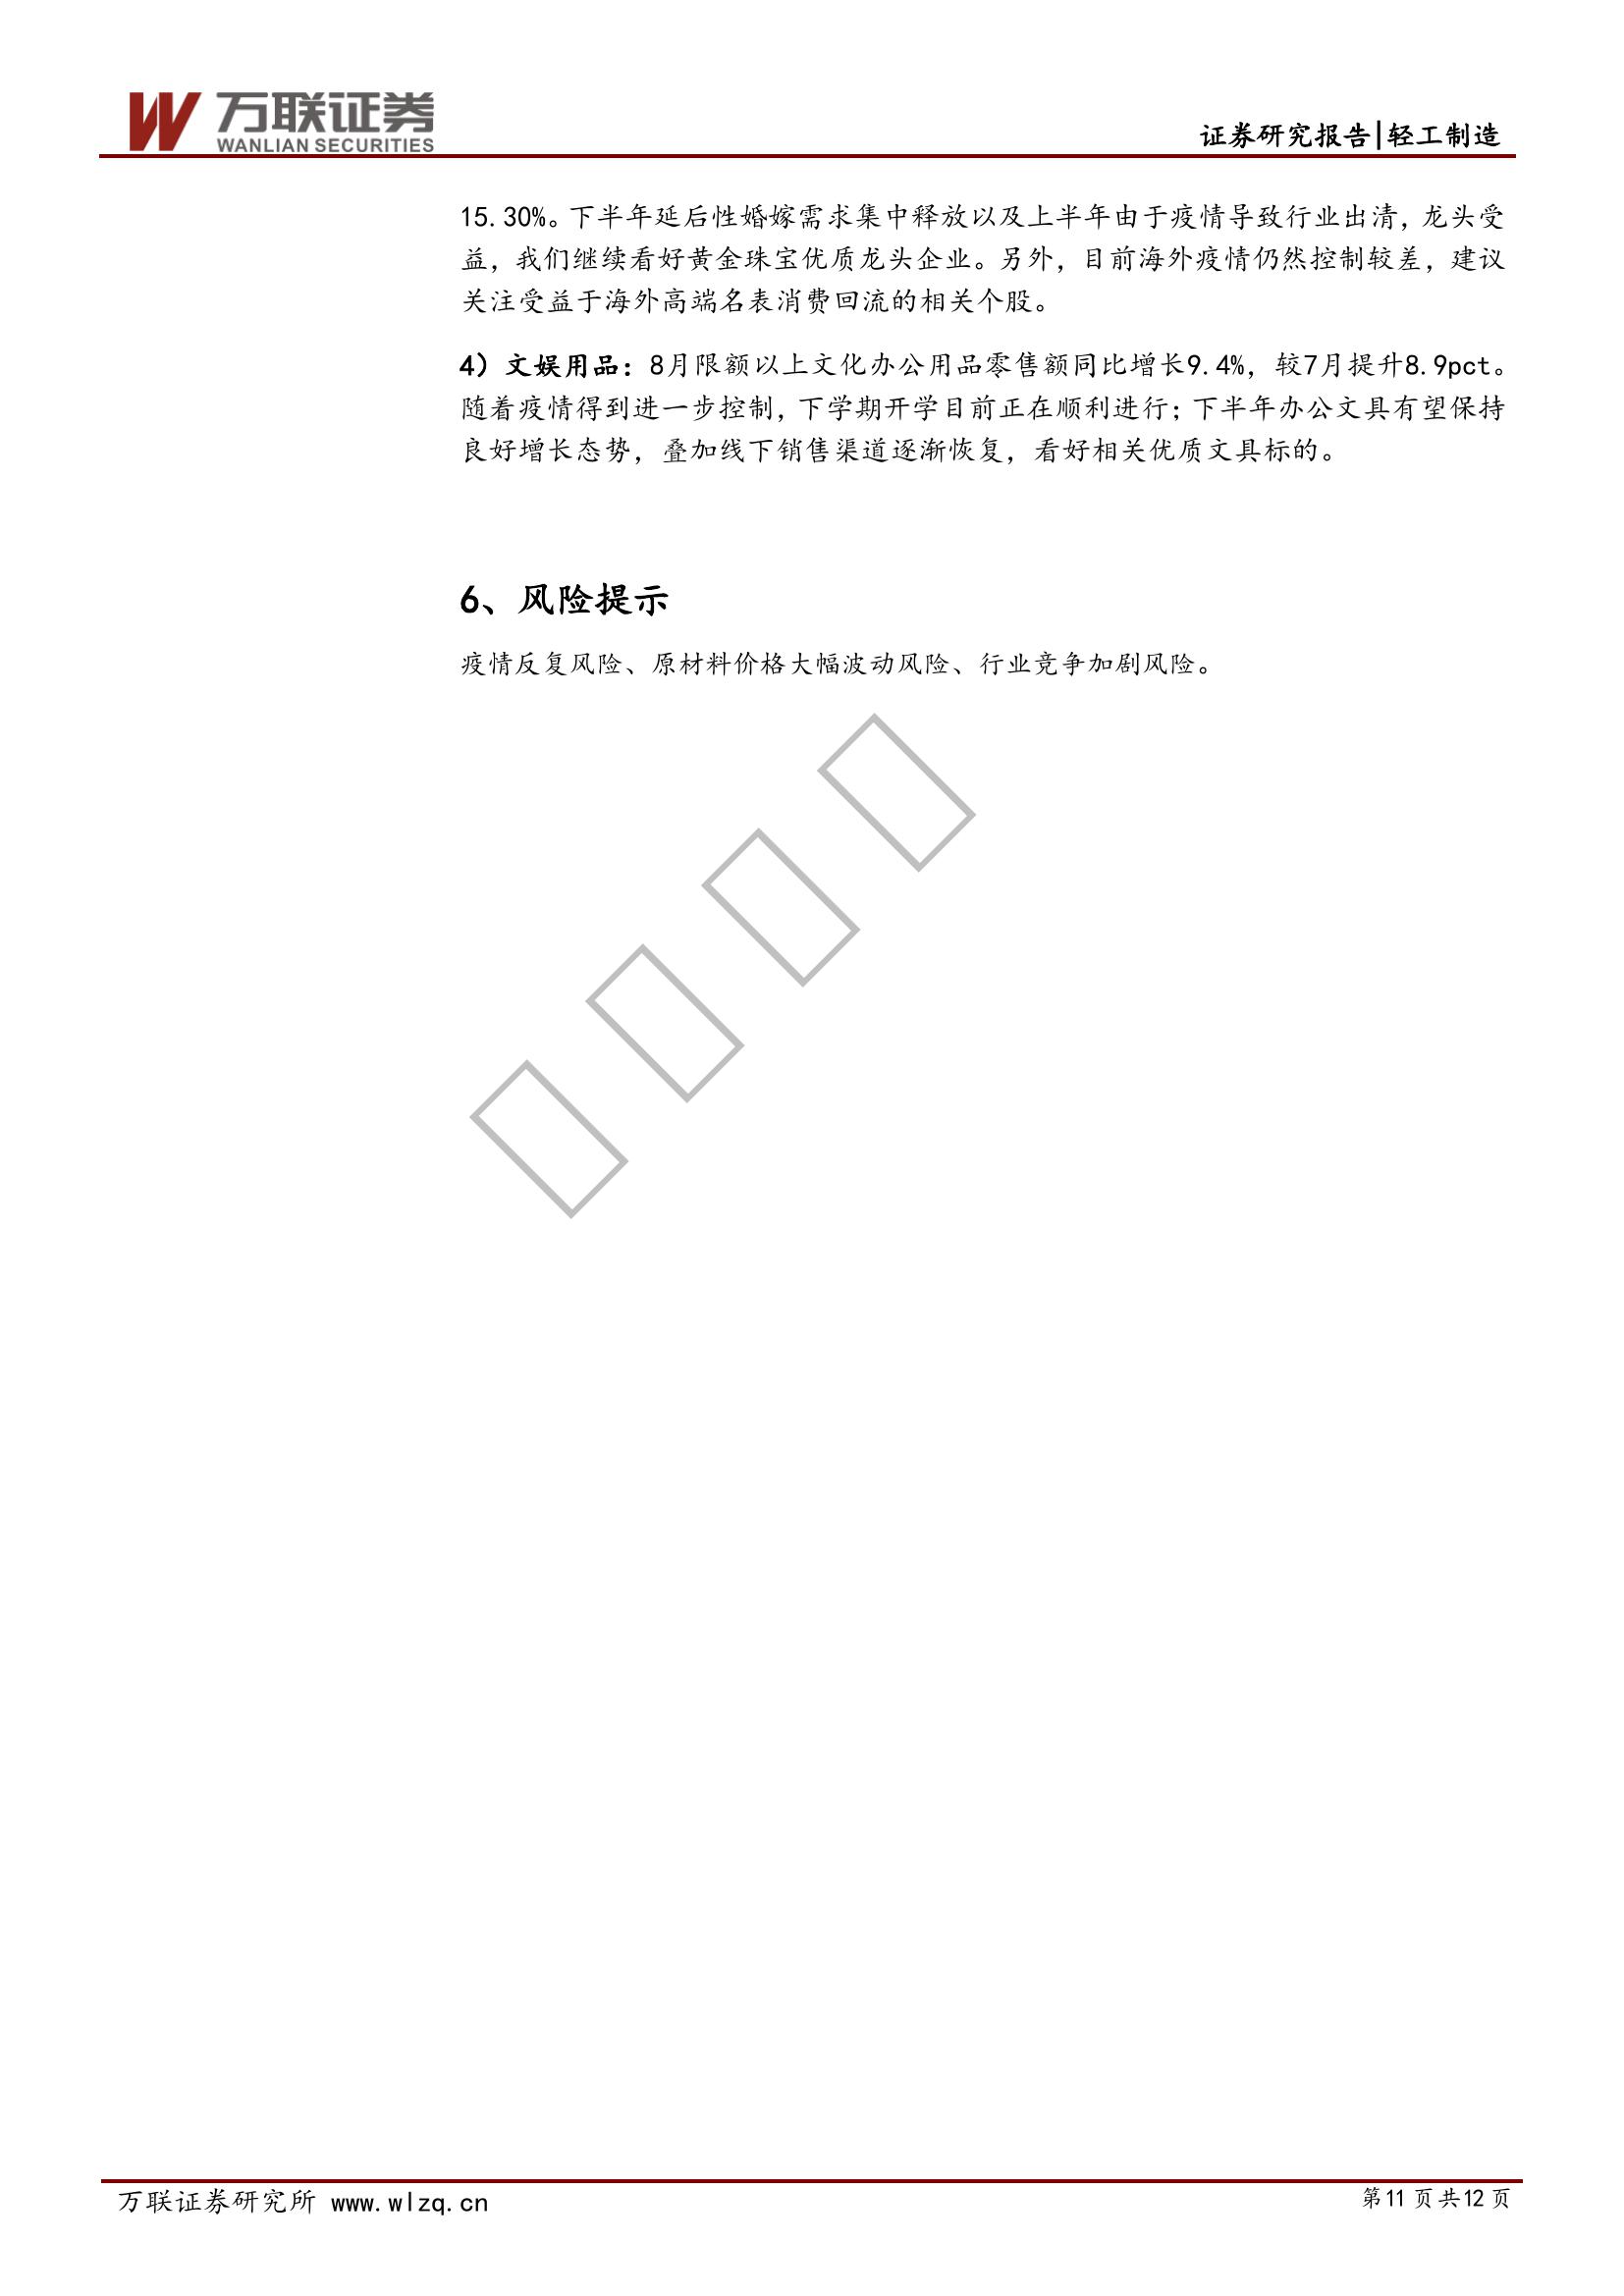 万联证券
WANLIAN SECURITIES
证券研究报告|轻工制造
15.30%。下半年延后性婚嫁需求集中释放以及上半年由于疫情导致行业出清，龙头受
益，我们继续看好黄金珠宝优质龙头企业。另外，目前海外疫情仍然控制较差，建议
关注受益于海外高端名表消费回流的相关个股。
4）文娱用品：8月限额以上文化办公用品零售额同比增长9.4%，较7月提升8.9pct。
随着疫情得到进一步控制，下学期开学目前正在顺利进行；下半年办公文具有望保持
良好增长态势，叠加线下销售渠道逐渐恢复，看好相关优质文具标的。
6、风险提示
疫情反复风险、原材料价格大幅波动风险、行业竞争加剧风险。
万联证券研究所 www.wlzq.cn
第11 页 共12 页